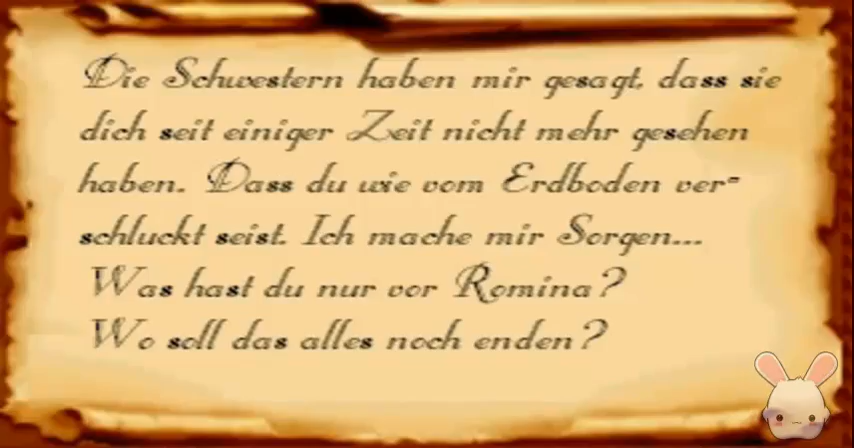 Die Schwestern haben mir gesagt, dass sie
dich seit einiger Zeit nicht mehr gesehen
haben. Dass du wie vom Erdboden ver-
schluckt seist. Ich mache mir Sorgen...
Was hast du nur vor Romina?
Wo soll das alles noch enden?